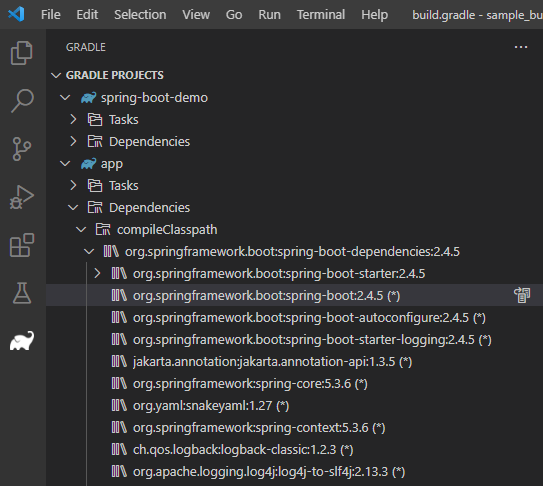 File Edit Selection View Go Run Terminal Help build.gradle - sample_bu
GRADLE
GRADLE PROJECTS
spring-boot-demo
Tasks
Dependencies
app
Tasks
Dependencies
compileClasspath
org.springframework.boot:spring-boot-dependencies:2.4.5
org.springframework.boot:spring-boot-starter:2.4.5
org.springframework.boot:spring-boot:2.4.5 (*)
org.springframework.boot:spring-boot-autoconfigure:2.4.5 (*)
org.springframework.boot:spring-boot-starter-logging:2.4.5 (*)
jakarta.annotation:jakarta.annotation-api:1.3.5 (*)
org.springframework:spring-core:5.3.6 (*)
org.yaml:snakeyaml:1.27 (*)
org.springframework:spring-context:5.3.6 (*)
ch.qos.logback:logback-classic:1.2.3 (*)
org.apache.logging.log4j:log4j-to-slf4j:2.13.3 (*)